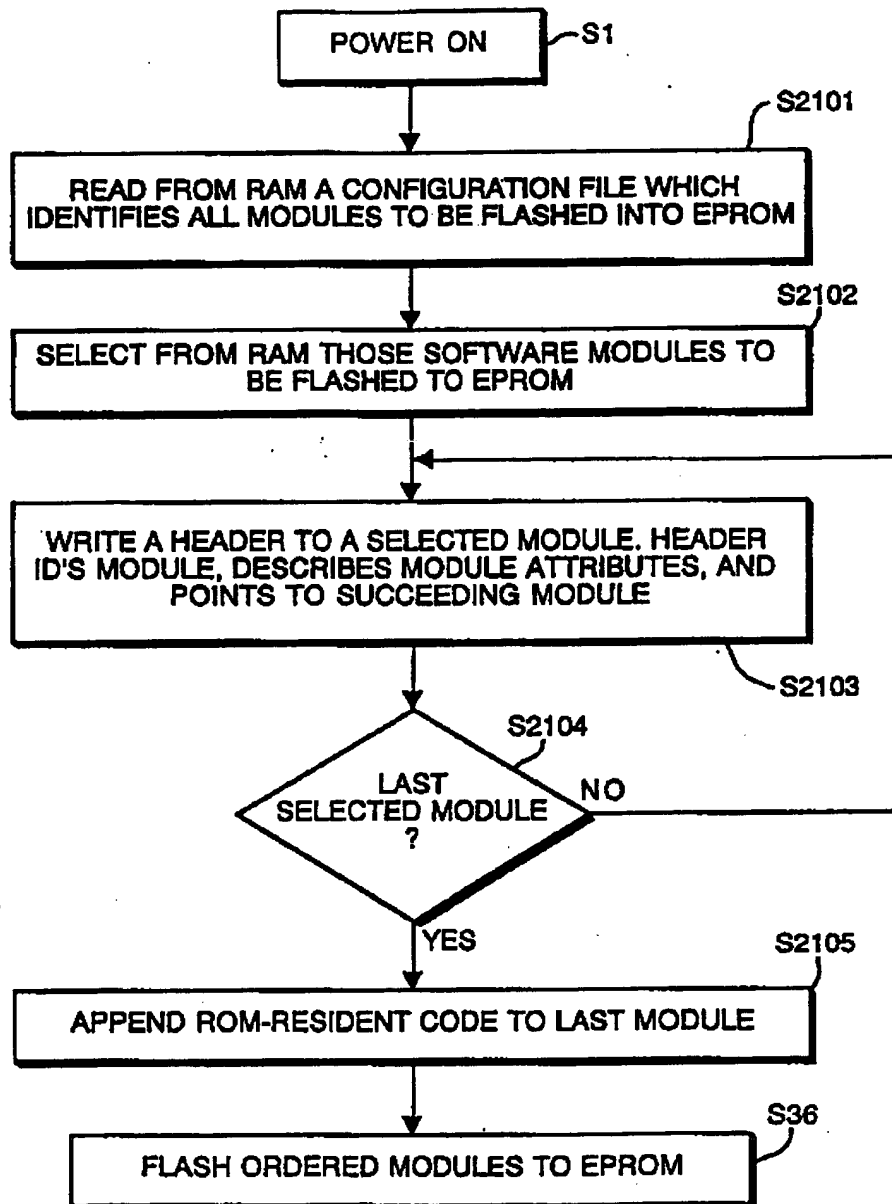 POWER ON
S1
S2101
READ FROM RAM A CONFIGURATION FILE WHICH
IDENTIFIES ALL MODULES TO BE FLASHED INTO EPROM
S2102
SELECT FROM RAM THOSE SOFTWARE MODULES TO
BE FLASHED TO EPROM
WRITE A HEADER TO A SELECTED MODULE. HEADER
ID'S MODULE, DESCRIBES MODULE ATTRIBUTES, AND
POINTS TO SUCCEEDING MODULE
S2103
S2104
LAST
SELECTED MODULE
?
NO
YES
S2105
APPEND ROM-RESIDENT CODE TO LAST MODULE
S36
FLASH ORDERED MODULES TO EPROM